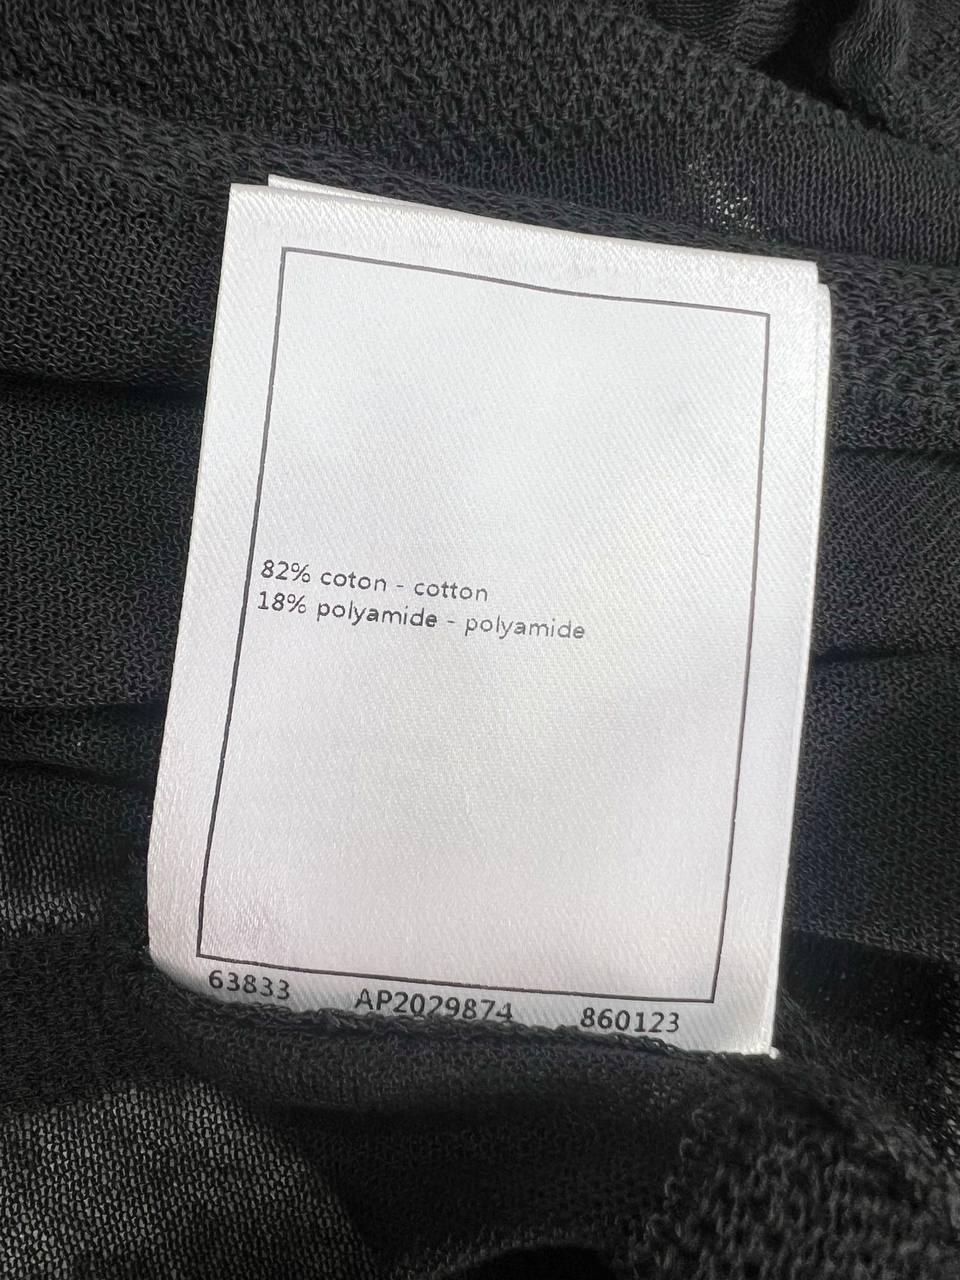 82% coton - cotton
18% polyamide - polyamide
63833 AP2029874 860123